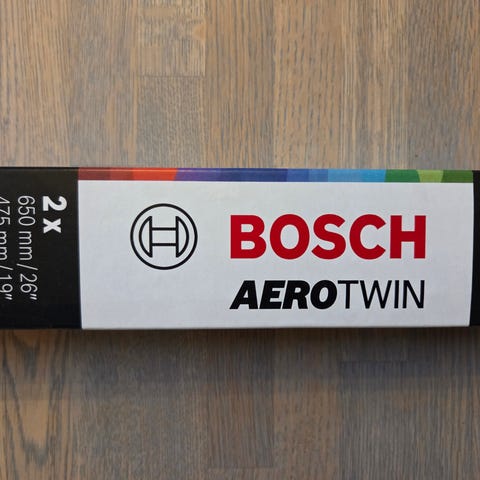 2 x
650 mm / 26"
475 mm / 19"
BOSCH
AEROTWIN